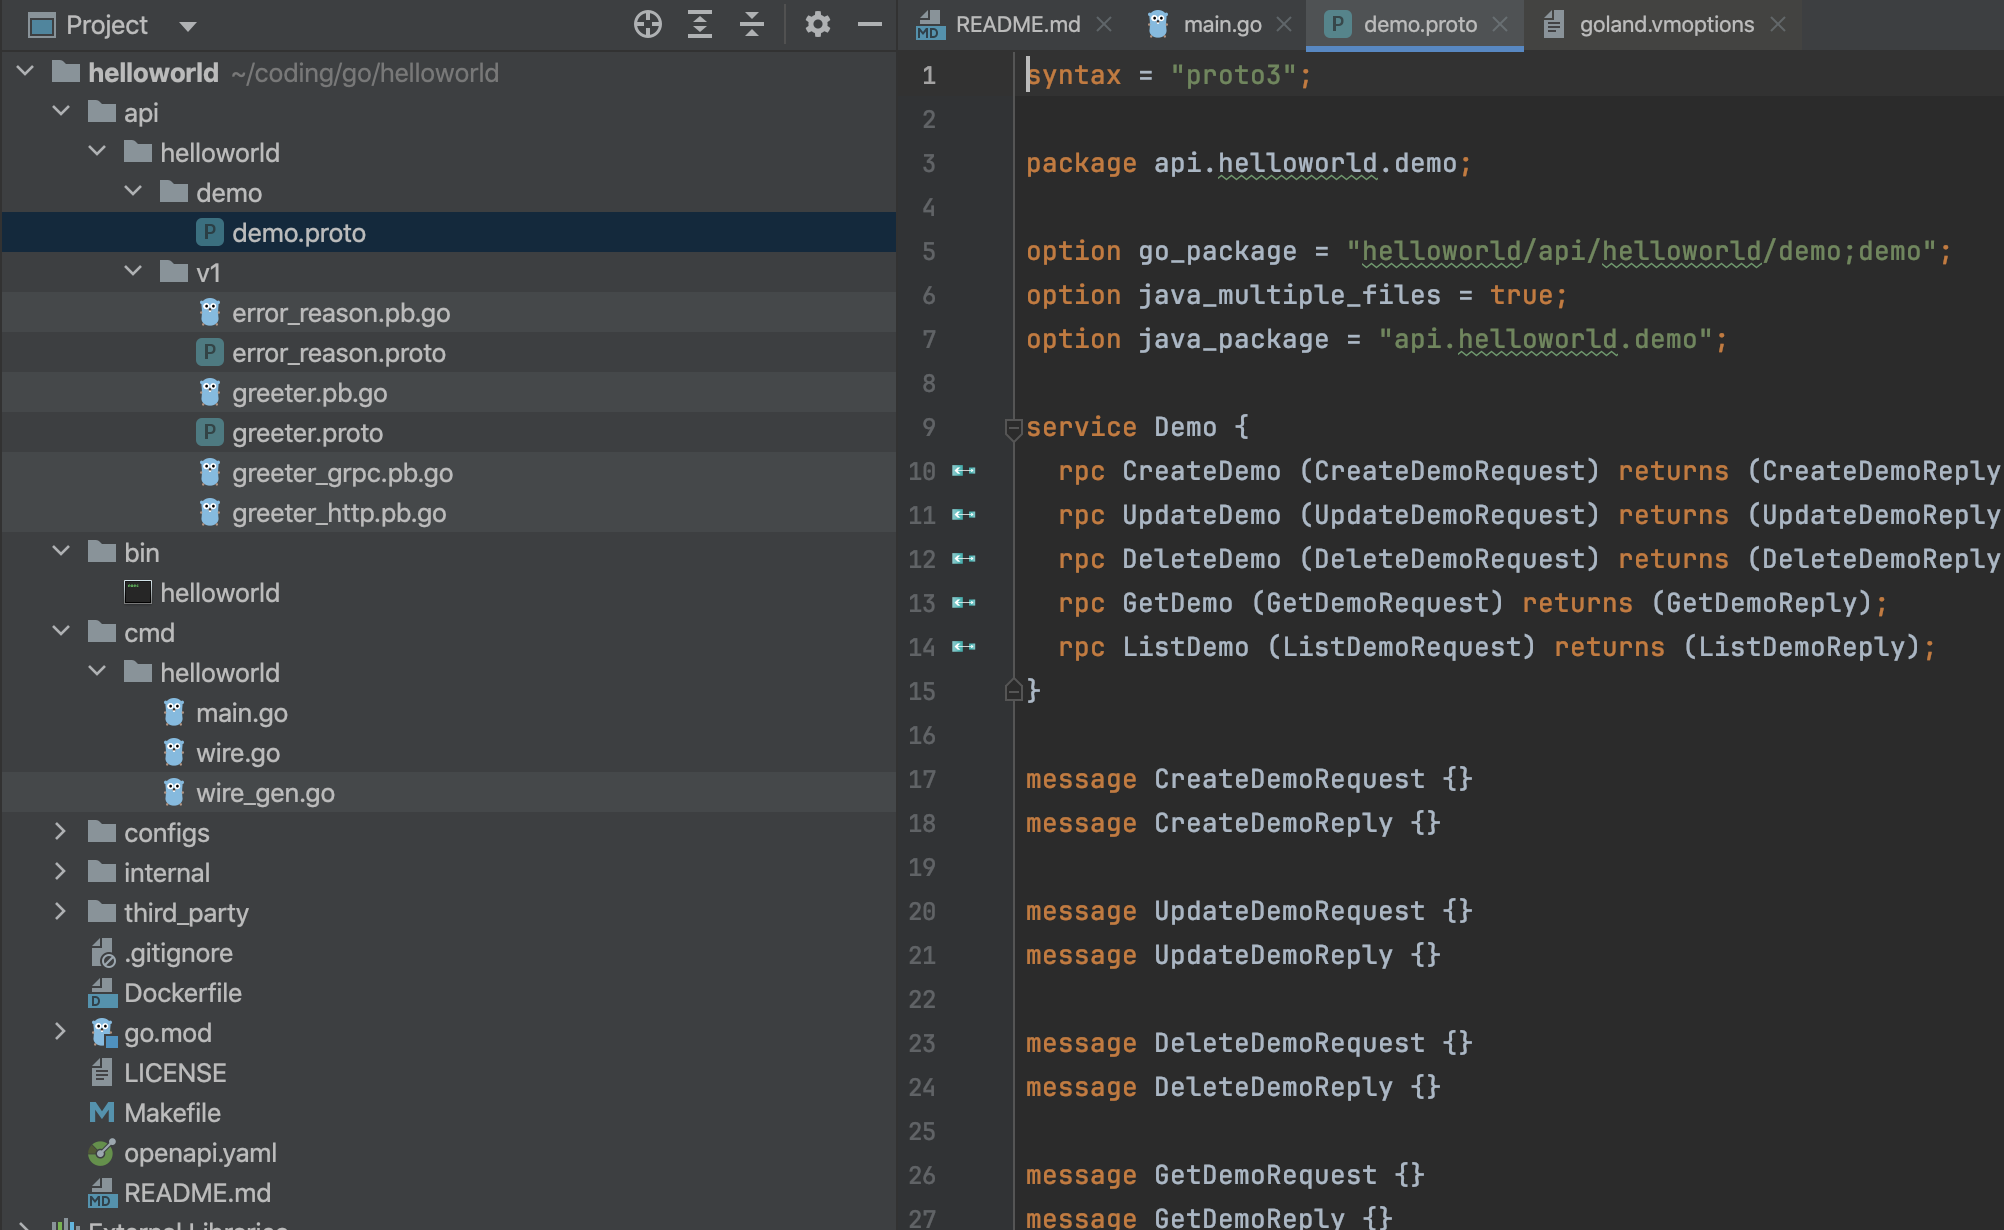 Project
helloworld ~/coding/go/helloworld
api
helloworld
demo
demo.proto
v1
error_reason.pb.go
error_reason.proto
greeter.pb.go
greeter.proto
greeter_grpc.pb.go
greeter_http.pb.go
bin
helloworld
cmd
helloworld
main.go
wire.go
wire_gen.go
configs
internal
third_party
.gitignore
Dockerfile
go.mod
LICENSE
Makefile
openapi.yaml
README.md
External Libraries
README.md main.go demo.proto goland.vmoptions
1 syntax = "proto3";
2
3 package api.helloworld.demo;
4
5 option go_package = "helloworld/api/helloworld/demo;demo";
6 option java_multiple_files = true;
7 option java_package = "api.helloworld.demo";
8
9 service Demo {
10 rpc CreateDemo (CreateDemoRequest) returns (CreateDemoReply
11 rpc UpdateDemo (UpdateDemoRequest) returns (UpdateDemoReply
12 rpc DeleteDemo (DeleteDemoRequest) returns (DeleteDemoReply
13 rpc GetDemo (GetDemoRequest) returns (GetDemoReply);
14 rpc ListDemo (ListDemoRequest) returns (ListDemoReply);
15 }
16
17 message CreateDemoRequest {}
18 message CreateDemoReply {}
19
20 message UpdateDemoRequest {}
21 message UpdateDemoReply {}
22
23 message DeleteDemoRequest {}
24 message DeleteDemoReply {}
25
26 message GetDemoRequest {}
27 message GetDemoReply {}